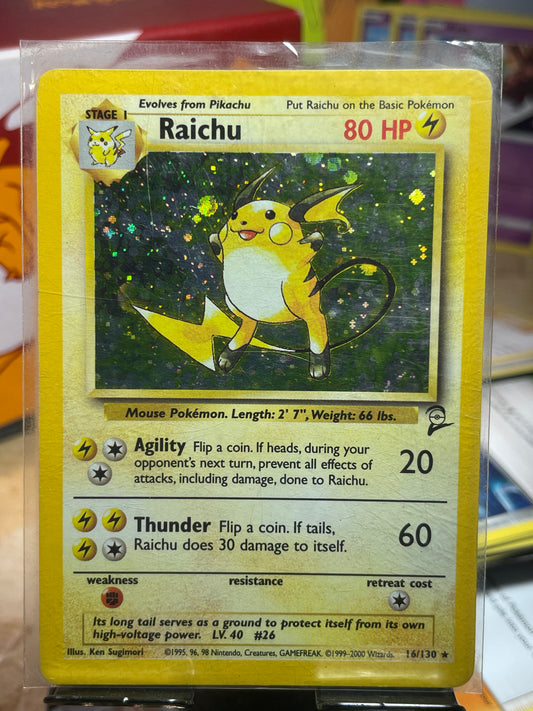 Evolves from Pikachu Put Raichu on the Basic Pokémon
STAGE 1
Raichu 80 HP
Mouse Pokémon. Length: 2' 7", Weight: 66 lbs.
Agility Flip a coin. If heads, during your
opponent's next turn, prevent all effects of
attacks, including damage, done to Raichu.
20
Thunder Flip a coin. If tails,
Raichu does 30 damage to itself.
60
weakness resistance retreat cost
Its long tail serves as a ground to protect itself from its own
high-voltage power. LV. 40 #26
Illus. Ken Sugimori ©1995, 96, 98 Nintendo, Creatures, GAMEFREAK. ©1999-2000 Wizards. 16/130 ★